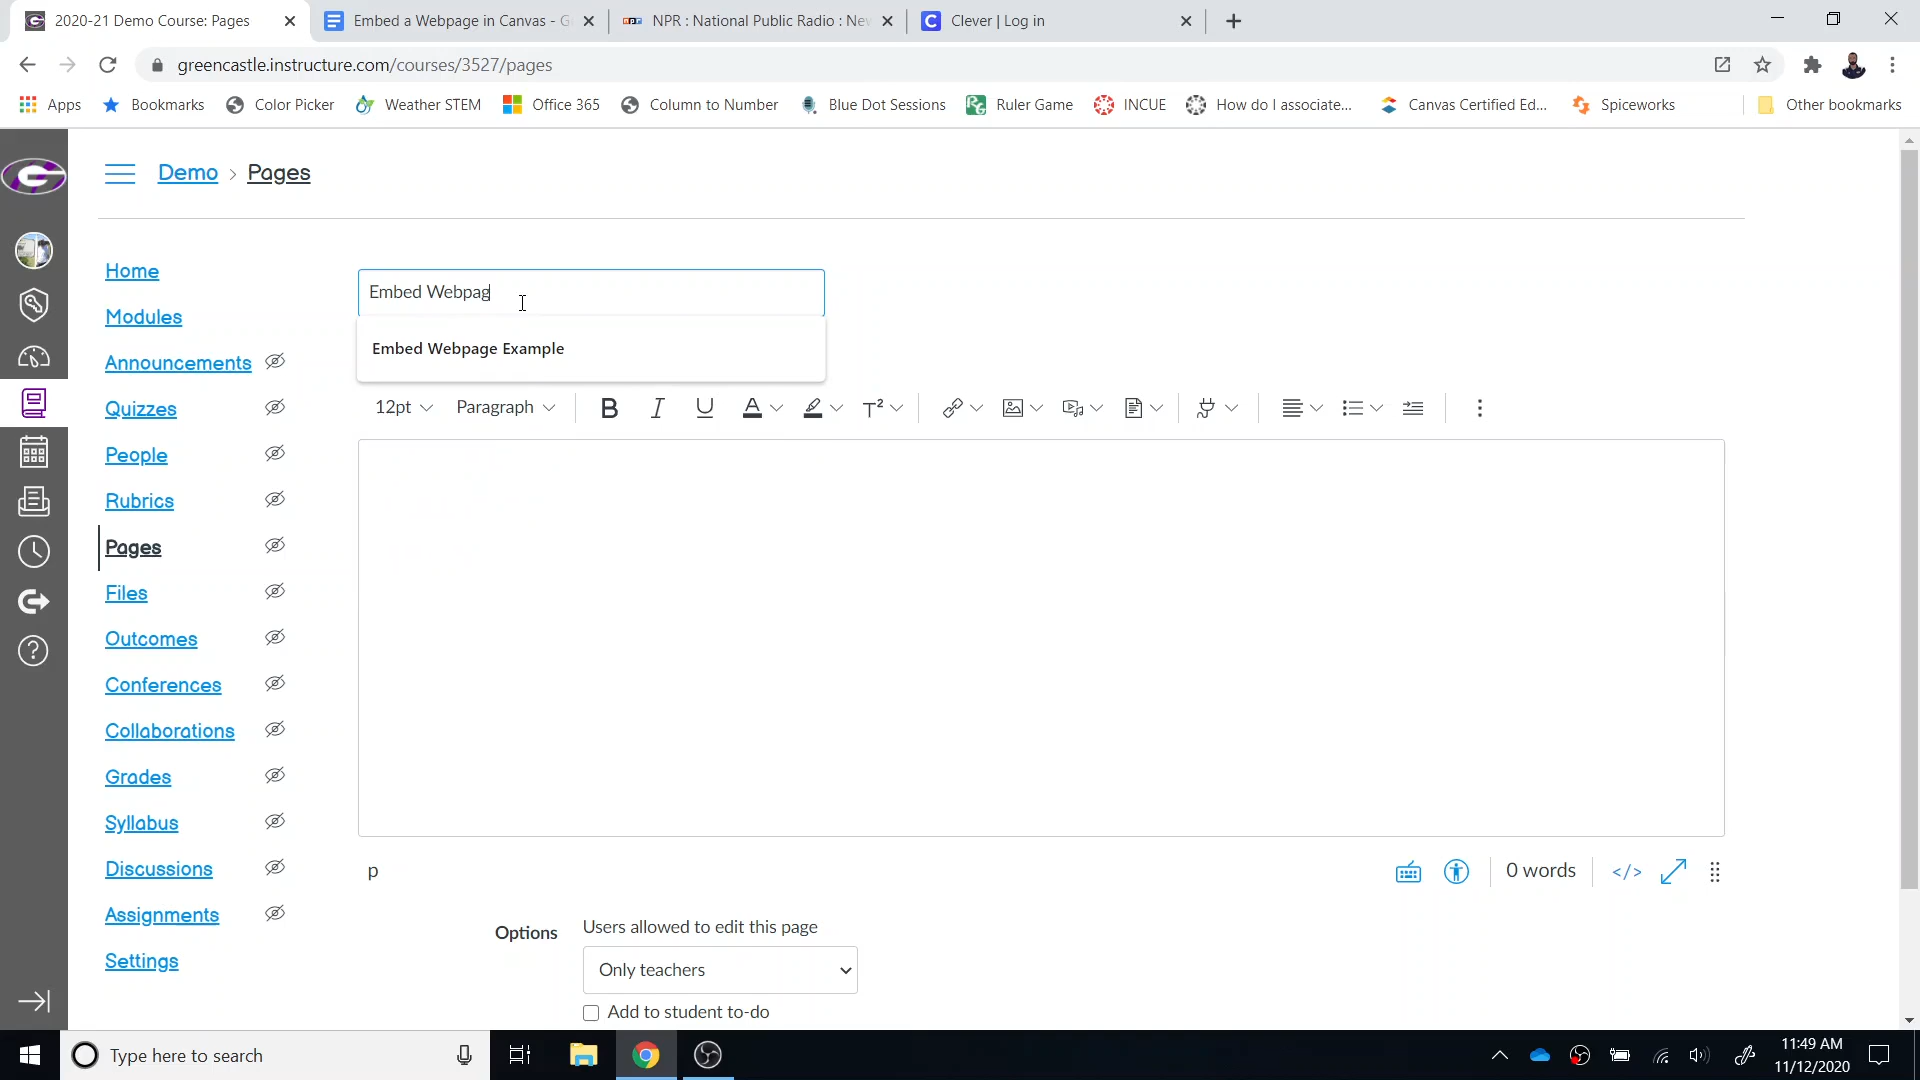 2020-21 Demo Course: Pages
Embed a Webpage in Canvas - G
NPR : National Public Radio : Nev
Clever | Log in
greencastle.instructure.com/courses/3527/pages
Apps
Bookmarks
Color Picker
Weather STEM
Office 365
Column to Number
Blue Dot Sessions
Ruler Game
INCUE
How do I associate...
Canvas Certified Ed...
Spiceworks
Other bookmarks
Demo > Pages
Home
Modules
Announcements
Quizzes
People
Rubrics
Pages
Files
Outcomes
Conferences
Collaborations
Grades
Syllabus
Discussions
Assignments
Settings
Embed Webpag
Embed Webpage Example
12pt
Paragraph
B I U A T²
p
0 words
</>
Options
Users allowed to edit this page
Only teachers
Add to student to-do
Type here to search
11:49 AM
11/12/2020